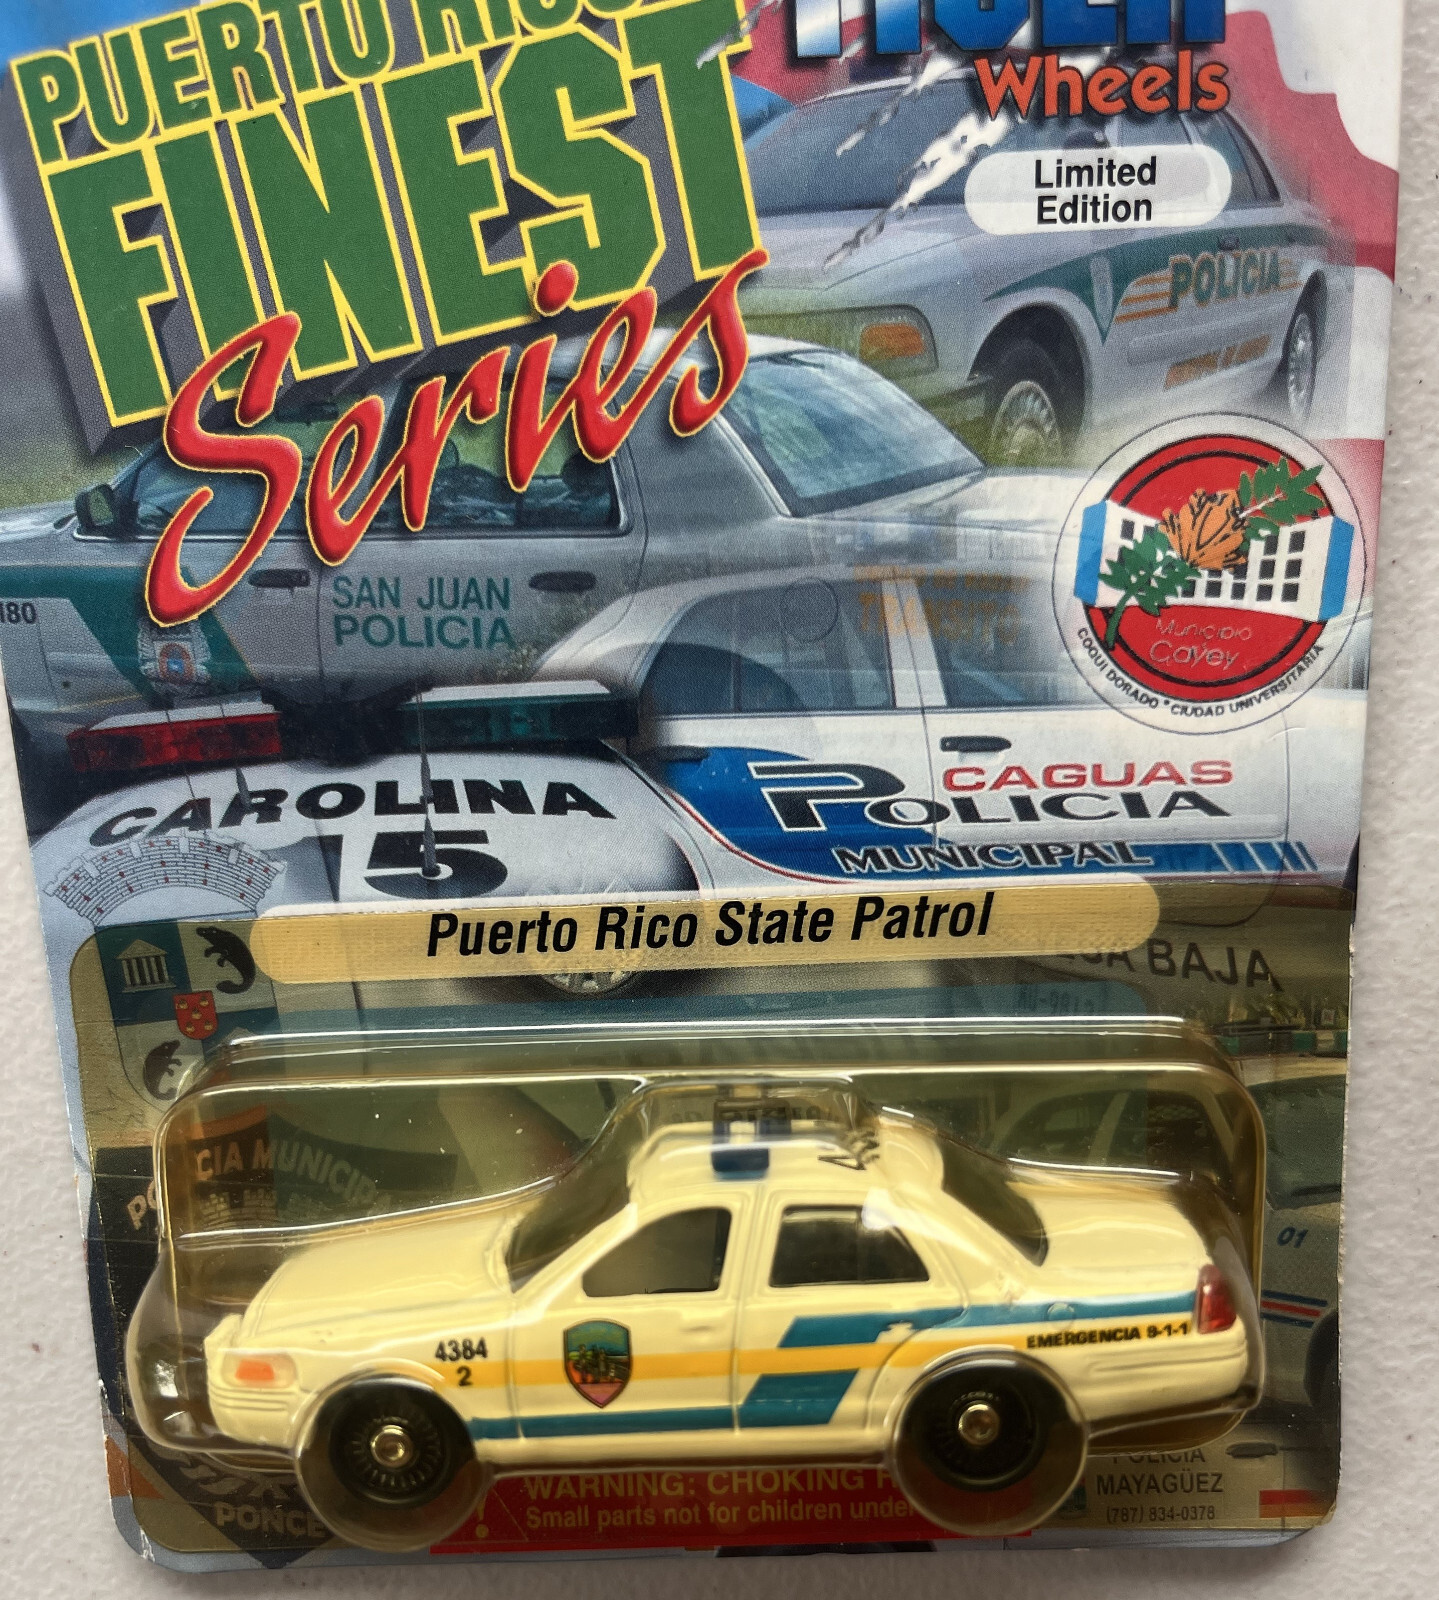 PUERTO RICO
FINEST
Series
Wheels
Limited
Edition
POLICIA
180
SAN JUAN
POLICIA
TRANSITO
Municipio
Cayey
COQUI DORADO * CIUDAD UNIVERSITARIA
CAROLINA
15
CAGUAS
POLICIA
MUNICIPAL
Puerto Rico State Patrol
BAJA
CIA MUNICIPA
01
4384
2
EMERGENCIA 9-1-1
WARNING: CHOKING
Small parts not for children under
PONCE
POLICIA
MAYAGÜEZ
(787) 834-0378